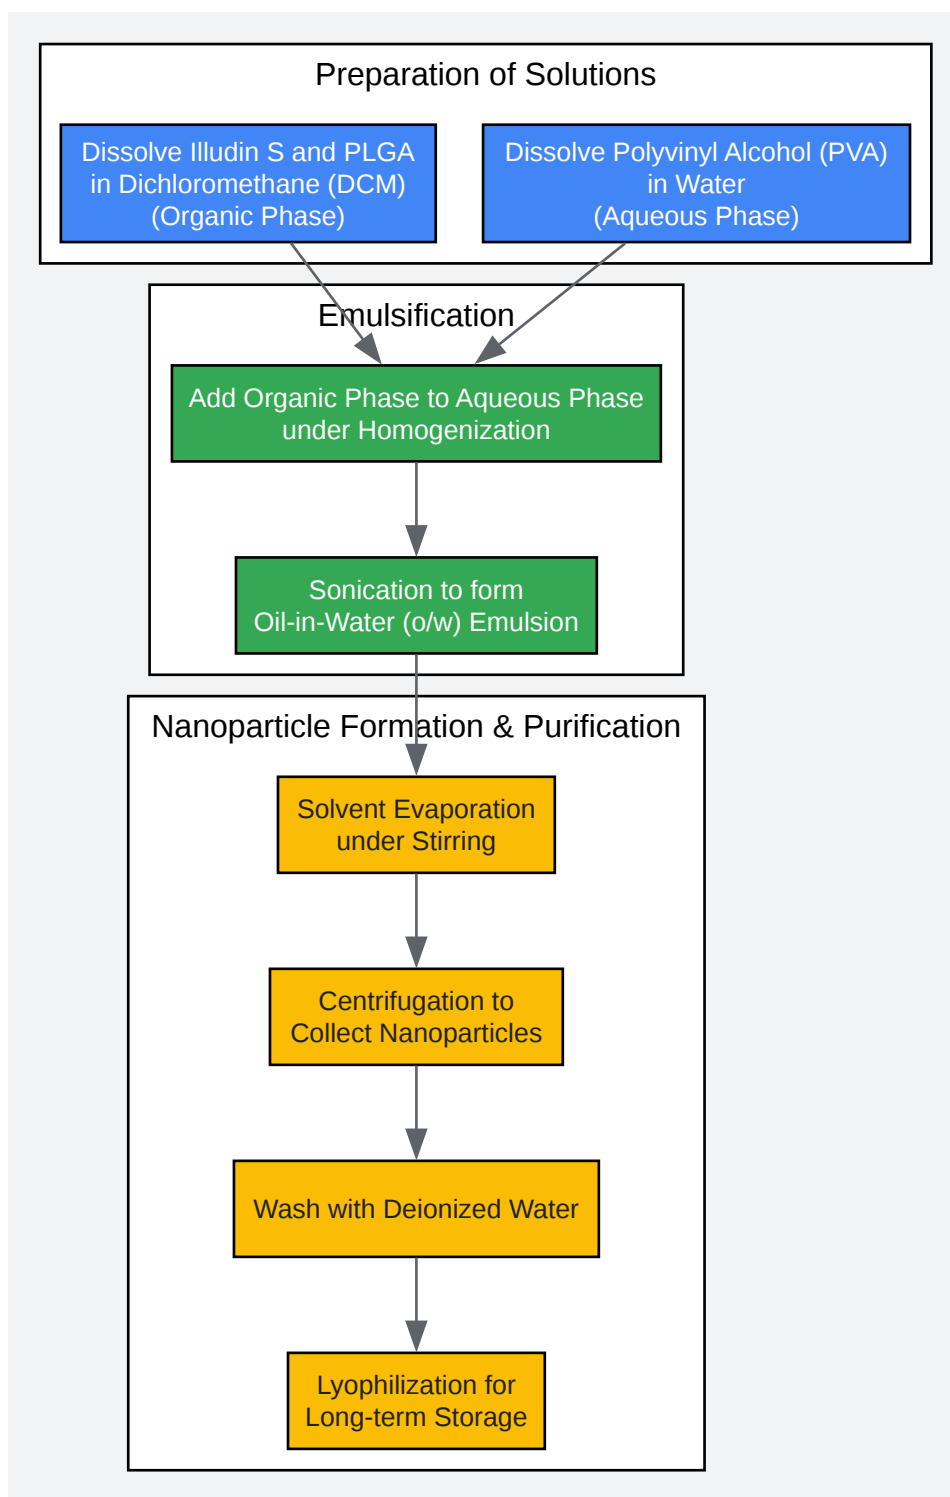 Preparation of Solutions
Dissolve Illudin S and PLGA
in Dichloromethane (DCM)
(Organic Phase)
Dissolve Polyvinyl Alcohol (PVA)
in Water
(Aqueous Phase)
Emulsification
Add Organic Phase to Aqueous Phase
under Homogenization
Sonication to form
Oil-in-Water (o/w) Emulsion
Nanoparticle Formation & Purification
Solvent Evaporation
under Stirring
Centrifugation to
Collect Nanoparticles
Wash with Deionized Water
Lyophilization for
Long-term Storage